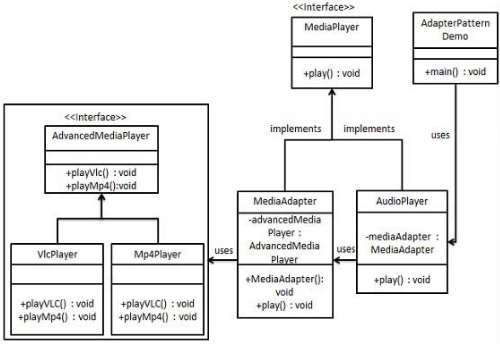 <<Interface>>
MediaPlayer
+play() : void
AdapterPattern
Demo
+main() : void
uses
implements
implements
<<Interface>>
AdvancedMediaPlayer
+playVlc() : void
+playMp4():void
VlcPlayer
+playVLC() : void
+playMp4() : void
Mp4Player
+playVLC() : void
+playMp4() : void
uses
MediaAdapter
-advancedMedia
Player :
AdvancedMedia
Player
+MediaAdapter():
void
+play() : void
uses
AudioPlayer
-mediaAdapter :
MediaAdapter
+play() : void